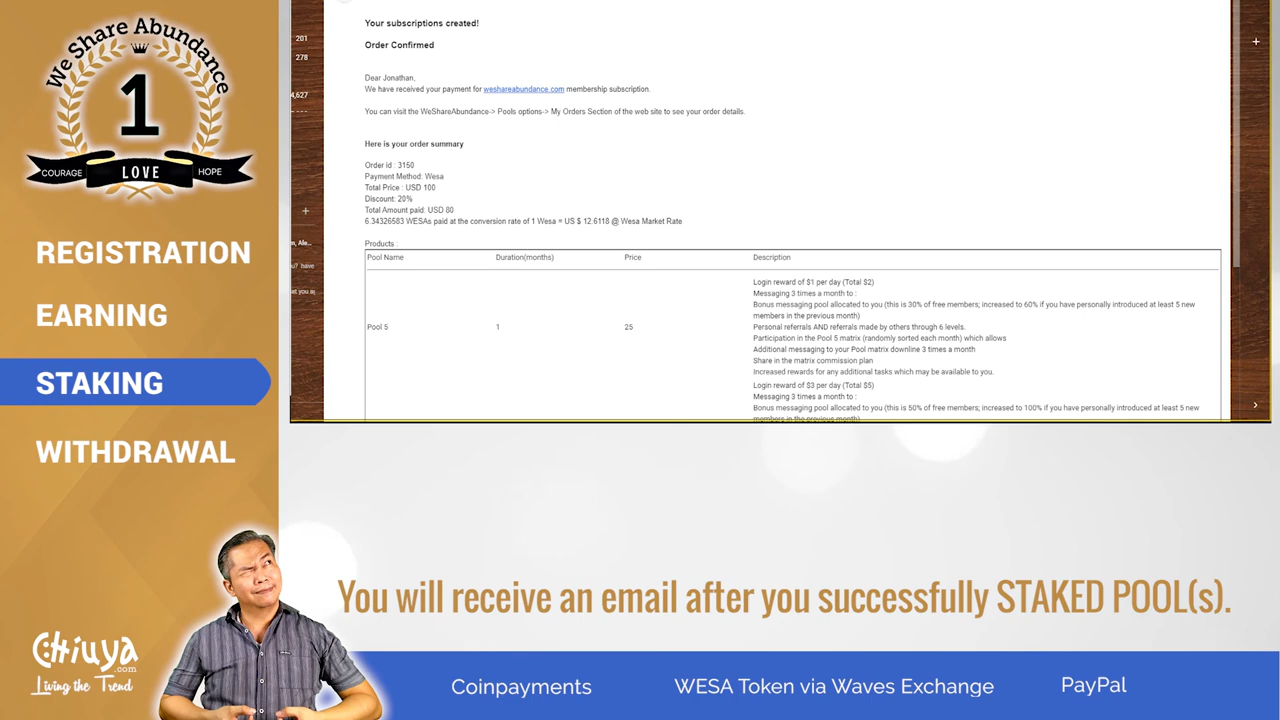 We Share Abundance
1
COURAGE LOVE HOPE
REGISTRATION
EARNING
STAKING
WITHDRAWAL
CHiUYA
.com
Living the Trend
201
278
4,627
Your subscriptions created!
Order Confirmed
Dear Jonathan,
We have received your payment for weshareabundance.com membership subscription
You can visit the WeShareAbundance-> Pools options-> My Orders Section of the web site to see your order details.
Here is your order summary
Order id : 3150
Payment Method: Wesa
Total Price : USD 100
Discount: 20%
Total Amount paid: USD 80
6.34326583 WESAs paid at the conversion rate of 1 Wesa = US $ 12.6118 @ Wesa Market Rate
Products :
Pool Name Duration(months) Price Description
Login reward of $1 per day (Total $2)
Messaging 3 times a month to :
Bonus messaging pool allocated to you (this is 30% of free members; increased to 60% if you have personally introduced at least 5 new
members in the previous month)
Pool 5 1 25 Personal referrals AND referrals made by others through 6 levels.
Participation in the Pool 5 matrix (randomly sorted each month) which allows
Additional messaging to your Pool matrix downline 3 times a month
Share in the matrix commission plan
Increased rewards for any additional tasks which may be available to you.
Login reward of $3 per day (Total $5)
Messaging 3 times a month to :
Bonus messaging pool allocated to you (this is 50% of free members; increased to 100% if you have personally introduced at least 5 new
members in the previous month)
You will receive an email after you successfully STAKED POOL(s).
Coinpayments WESA Token via Waves Exchange PayPal